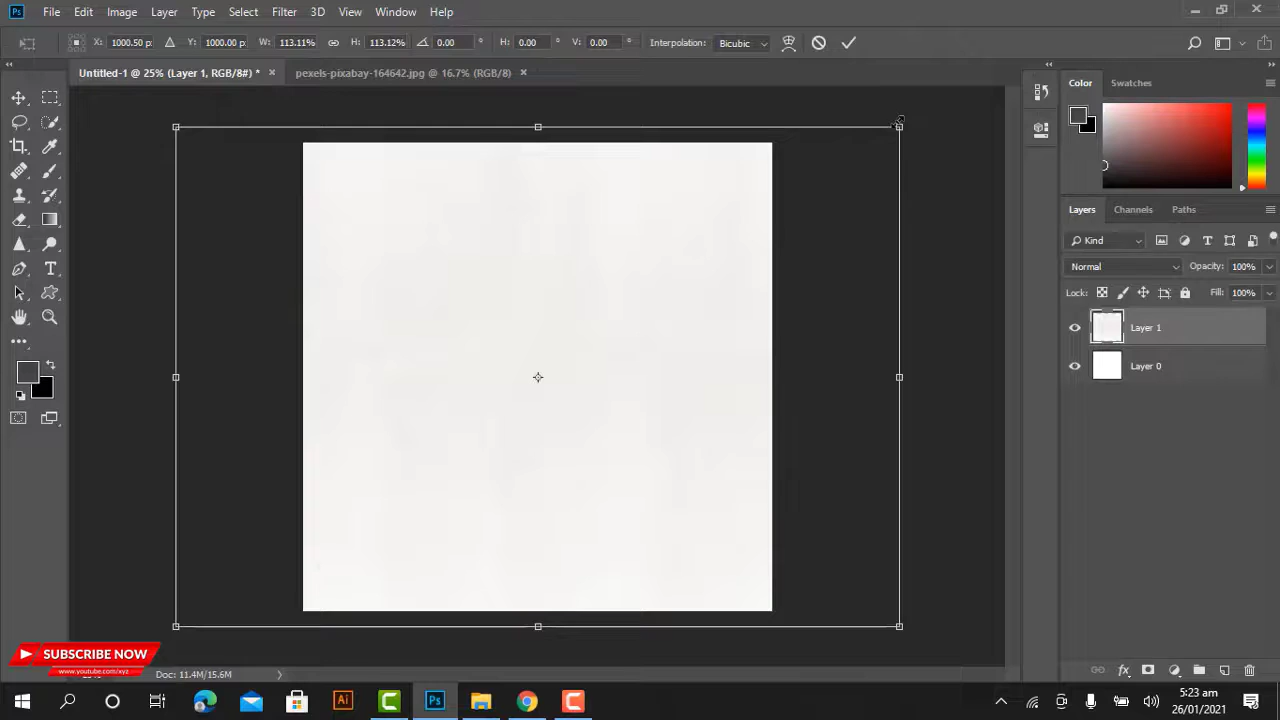 Ps File Edit Image Layer Type Select Filter 3D View Window Help
X: 1000.50 px Y: 1000.00 px W: 113.11% H: 113.12% 0.00 ° H: 0.00 ° V: 0.00 ° Interpolation: Bicubic
Untitled-1 @ 25% (Layer 1, RGB/8#) * × pexels-pixabay-164642.jpg @ 16.7% (RGB/8) ×
Color Swatches
Layers Channels Paths
Kind
Normal Opacity: 100%
Lock: Fill: 100%
Layer 1
Layer 0
SUBSCRIBE NOW
www.youtube.com/xyz
Doc: 11.4M/15.6M
Ai Ps
5:23 am
26/01/2021